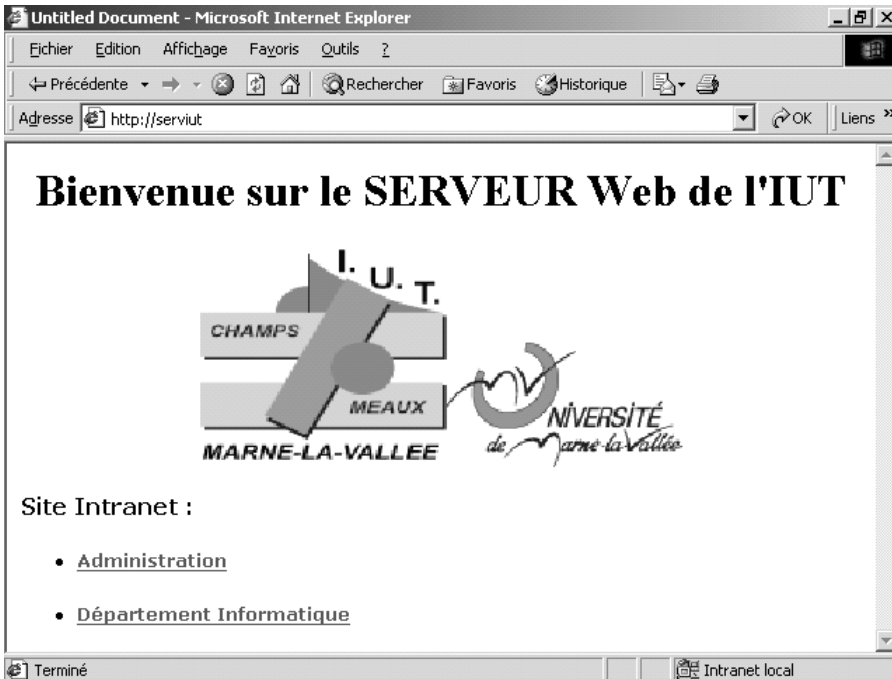 Untitled Document - Microsoft Internet Explorer
Fichier Edition Affichage Favoris Outils ?
Précédente Rechercher Favoris Historique
Adresse http://serviut OK Liens »
Bienvenue sur le SERVEUR Web de l'IUT
I. U. T.
CHAMPS
MEAUX
MARNE-LA-VALLEE
UNIVERSITÉ
de Marne-la-Vallée
Site Intranet :
• Administration
• Département Informatique
Terminé Intranet local